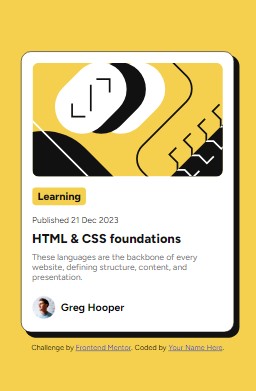 Learning
Published 21 Dec 2023
HTML & CSS foundations
These languages are the backbone of every
website, defining structure, content, and
presentation.
Greg Hooper
Challenge by Frontend Mentor. Coded by Your Name Here.